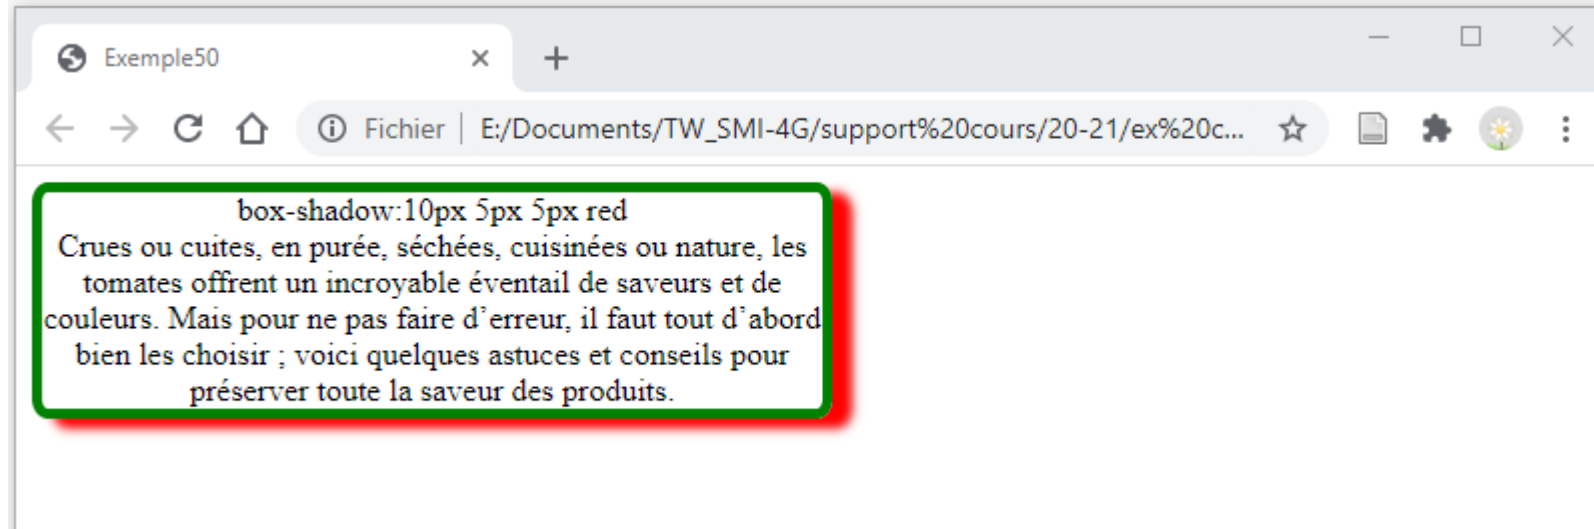 Exemple50
Fichier E:/Documents/TW_SMI-4G/support%20cours/20-21/ex%20c...
box-shadow:10px 5px 5px red
Crues ou cuites, en purée, séchées, cuisinées ou nature, les
tomates offrent un incroyable éventail de saveurs et de
couleurs. Mais pour ne pas faire d’erreur, il faut tout d’abord
bien les choisir ; voici quelques astuces et conseils pour
préserver toute la saveur des produits.